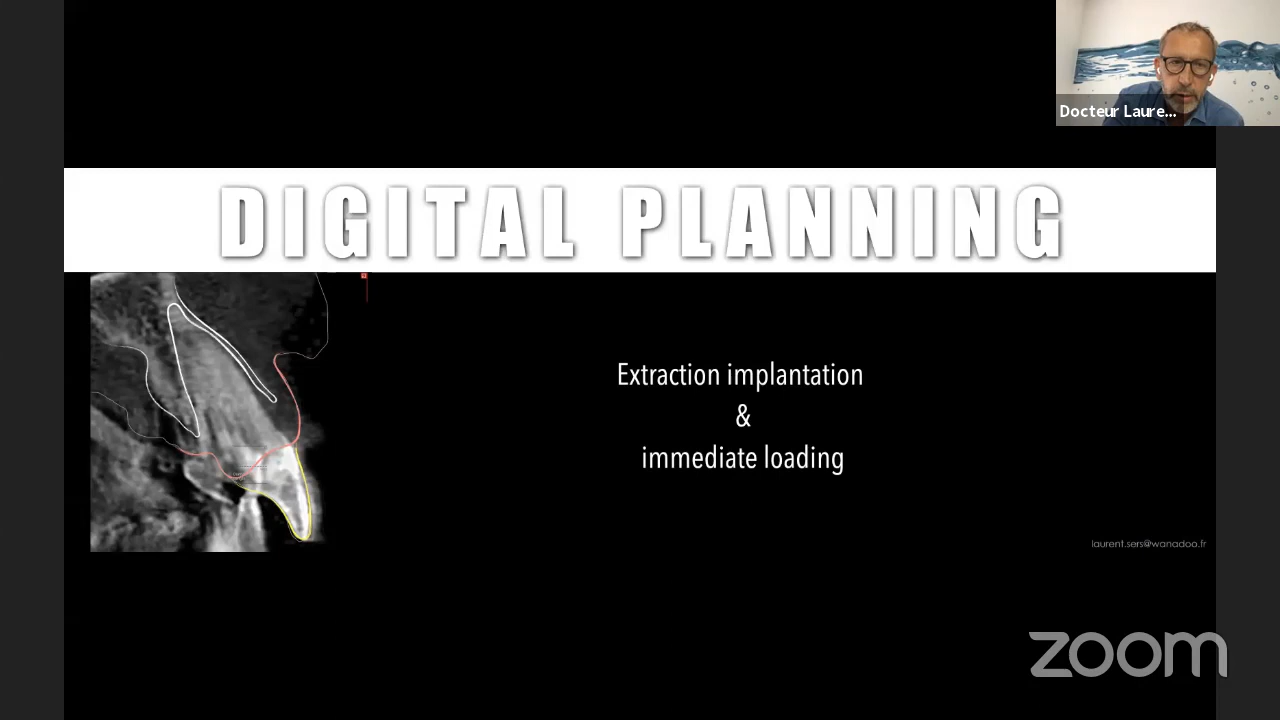 Docteur Laure...
DIGITAL PLANNING
Extraction implantation
&
immediate loading
laurent.sers@wanadoo.fr
zoom